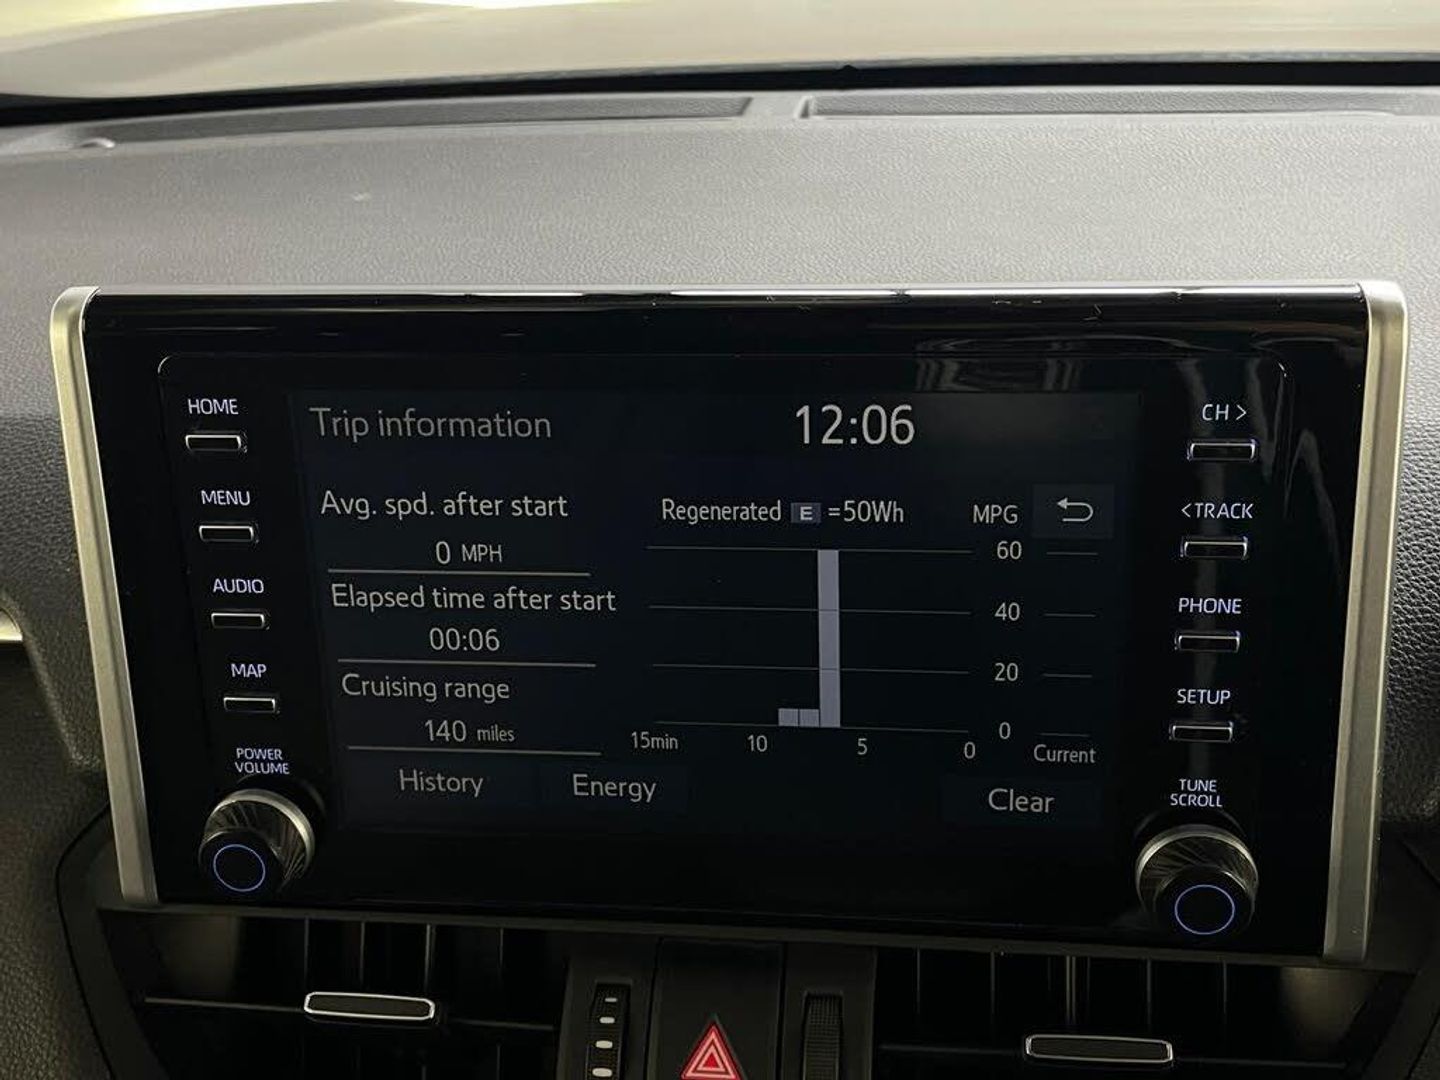 HOME
MENU
AUDIO
MAP
POWER
VOLUME
Trip information
12:06
Avg. spd. after start
0 MPH
Elapsed time after start
00:06
Cruising range
140 miles
Regenerated E =50Wh
MPG
60
40
20
0
15min 10 5 0 Current
History Energy Clear
CH >
< TRACK
PHONE
SETUP
TUNE
SCROLL